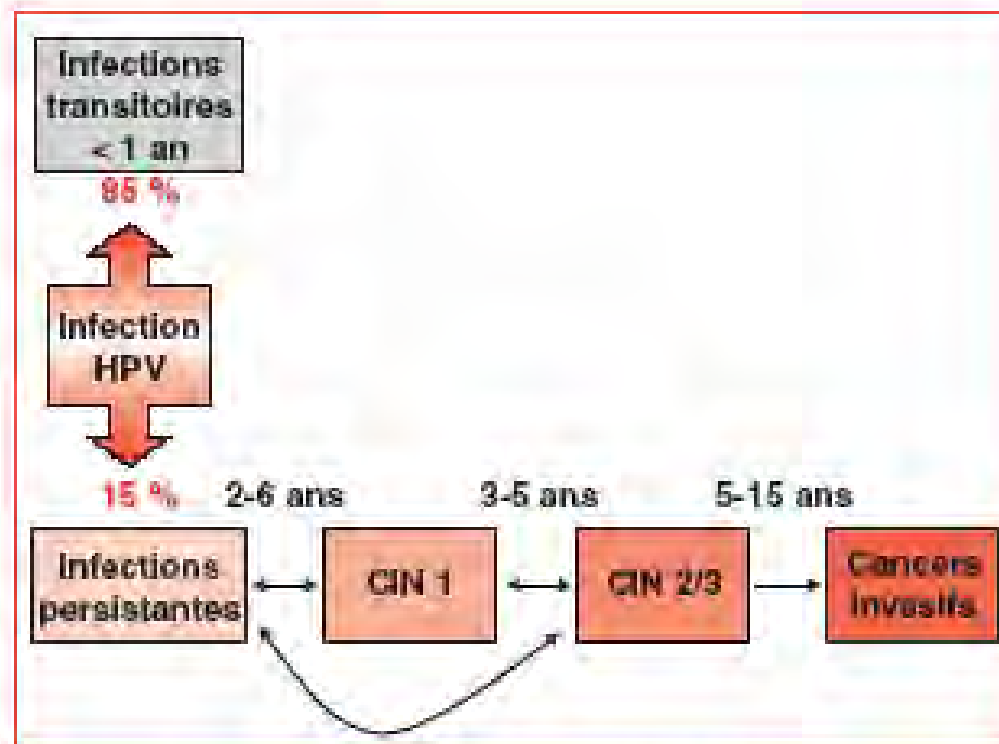 Infections
transitoires
< 1 an
85 %
Infection
HPV
15 %
2-6 ans
3-5 ans
5-15 ans
Infections
persistantes
CIN 1
CIN 2/3
Cancers
invasifs